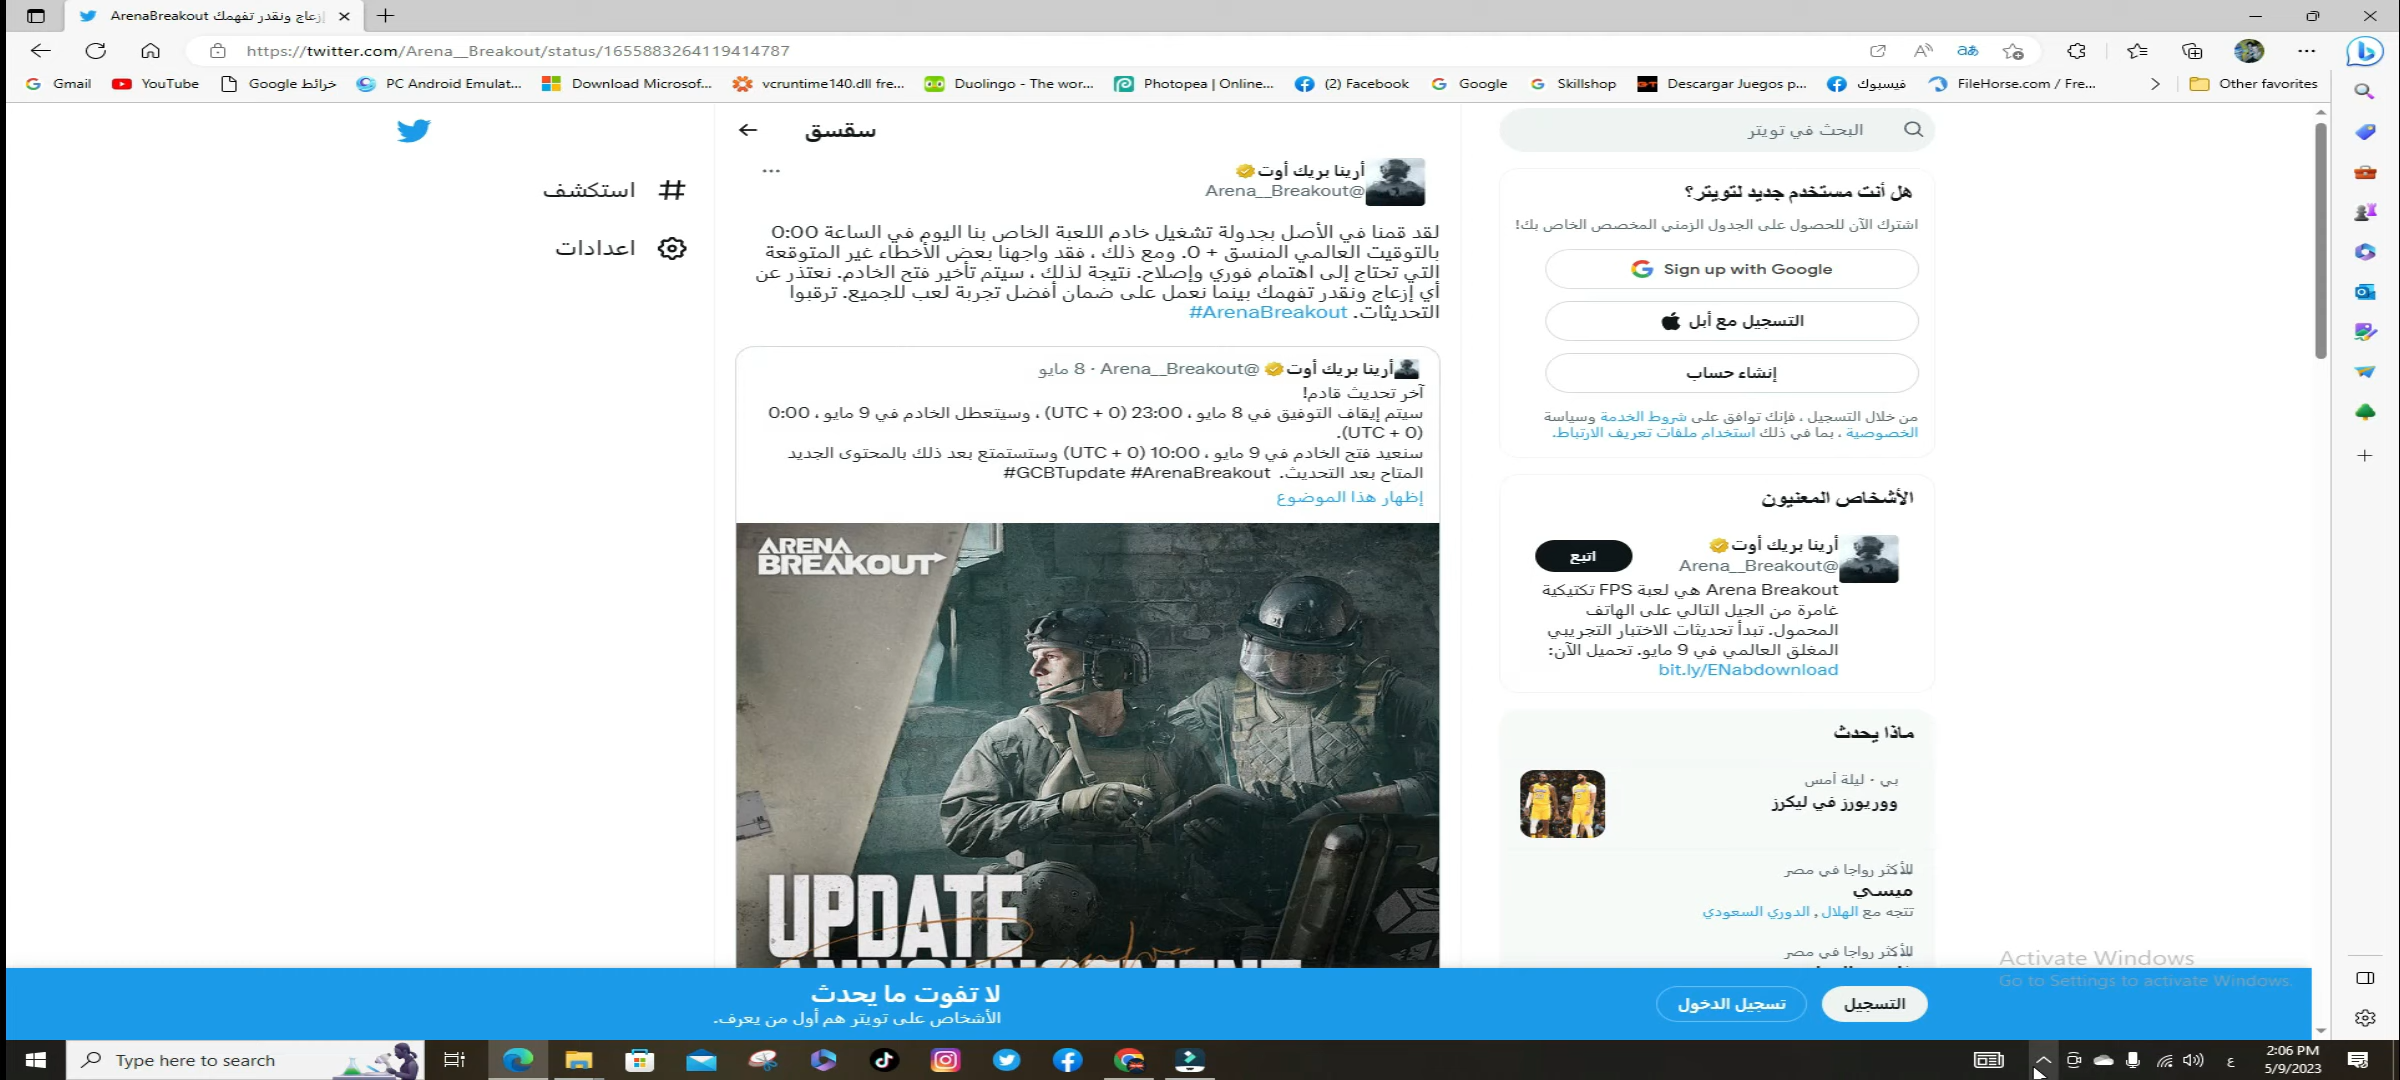 ArenaBreakout إزعاج ونقدر تفهمك
https://twitter.com/Arena__Breakout/status/1655883264119414787
Gmail
YouTube
خرائط Google
PC Android Emulat...
Download Microsof...
vcruntime140.dll fre...
Duolingo - The wor...
Photopea | Online...
(2) Facebook
Google
Skillshop
Descargar Juegos p...
فيسبوك
FileHorse.com / Fre...
Other favorites
استكشف
اعدادات
سقسق
أرينا بريك أوت
@Arena__Breakout
لقد قمنا في الأصل بجدولة تشغيل خادم اللعبة الخاص بنا اليوم في الساعة 0:00
بالتوقيت العالمي المنسق + 0. ومع ذلك ، فقد واجهنا بعض الأخطاء غير المتوقعة
التي تحتاج إلى اهتمام فوري وإصلاح. نتيجة لذلك ، سيتم تأخير فتح الخادم. نعتذر عن
أي إزعاج ونقدر تفهمك بينما نعمل على ضمان أفضل تجربة لعب للجميع. ترقبوا
التحديثات. #ArenaBreakout
أرينا بريك أوت @Arena__Breakout · 8 مايو
آخر تحديث قادم!
سيتم إيقاف التوفيق في 8 مايو ، 23:00 (UTC + 0) ، وسيتعطل الخادم في 9 مايو ، 0:00
(UTC + 0).
سنعيد فتح الخادم في 9 مايو ، 10:00 (UTC + 0) وستستمتع بعد ذلك بالمحتوى الجديد
المتاح بعد التحديث. #GCBTupdate #ArenaBreakout
إظهار هذا الموضوع
ARENA
BREAKOUT
UPDATE
ANNOUNCEMENT
البحث في تويتر
هل أنت مستخدم جديد لتويتر؟
اشترك الآن للحصول على الجدول الزمني المخصص الخاص بك!
Sign up with Google
التسجيل مع أبل
إنشاء حساب
من خلال التسجيل ، فإنك توافق على شروط الخدمة وسياسة
الخصوصية ، بما في ذلك استخدام ملفات تعريف الارتباط.
الأشخاص المعنيون
أرينا بريك أوت
@Arena__Breakout
اتبع
Arena Breakout هي لعبة FPS تكتيكية
غامرة من الجيل التالي على الهاتف
المحمول. تبدأ تحديثات الاختبار التجريبي
المغلق العالمي في 9 مايو. تحميل الآن:
bit.ly/ENabdownload
ماذا يحدث
بي · ليلة أمس
ووريورز في ليكرز
للأكثر رواجا في مصر
ميسي
تتجه مع الهلال , الدوري السعودي
للأكثر رواجا في مصر
Activate Windows
Go to Settings to activate Windows.
لا تفوت ما يحدث
الأشخاص على تويتر هم أول من يعرف.
تسجيل الدخول
التسجيل
Type here to search
ع
2:06 PM
5/9/2023